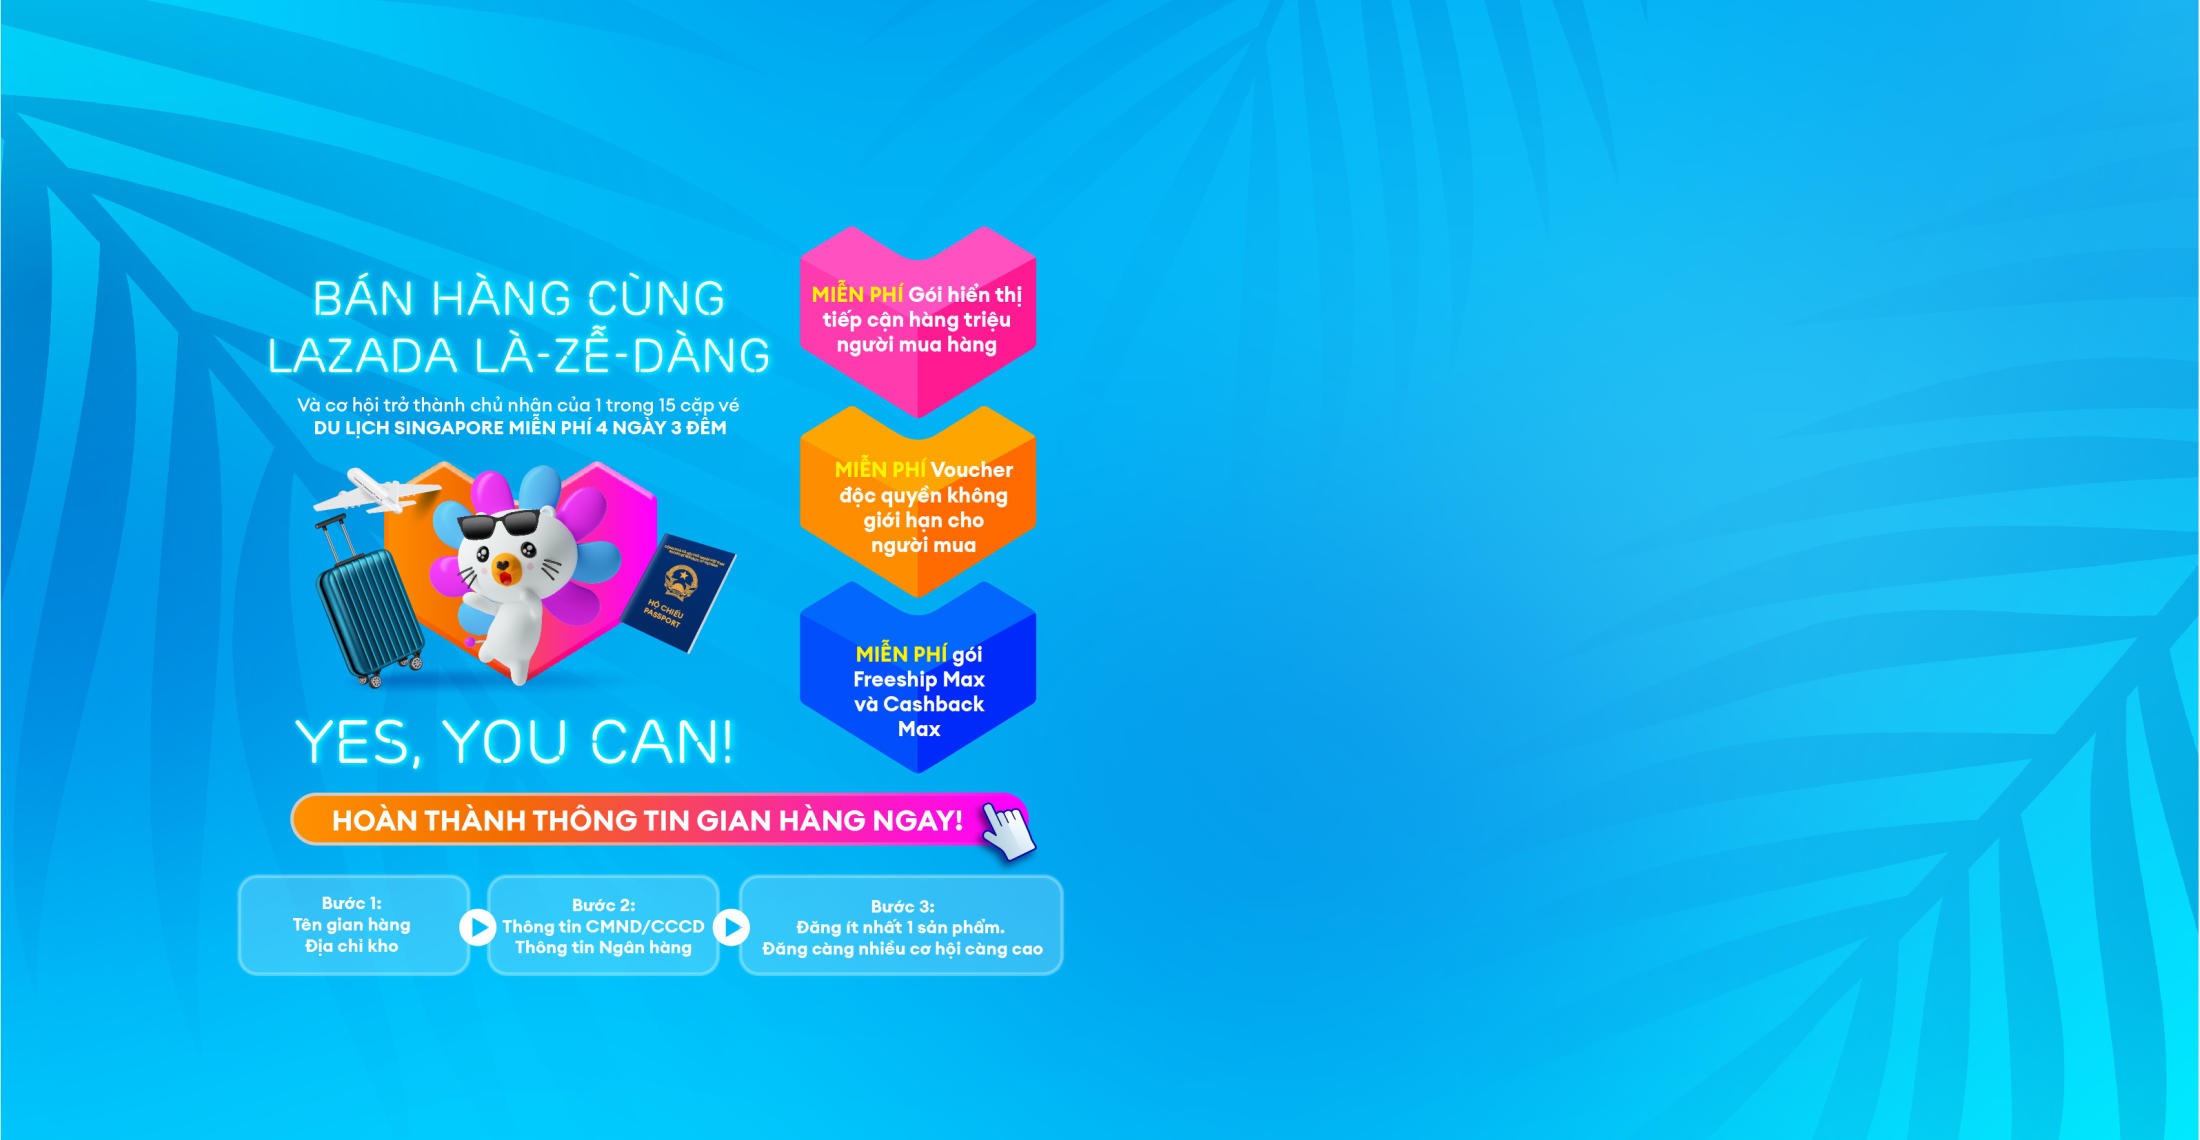 BÁN HÀNG CÙNG
LAZADA LÀ-ZỄ-DÀNG
Và cơ hội trở thành chủ nhân của 1 trong 15 cặp vé
DU LỊCH SINGAPORE MIỄN PHÍ 4 NGÀY 3 ĐÊM
HỘ CHIẾU
PASSPORT
YES, YOU CAN!
MIỄN PHÍ Gói hiển thị
tiếp cận hàng triệu
người mua hàng
MIỄN PHÍ Voucher
độc quyền không
giới hạn cho
người mua
MIỄN PHÍ gói
Freeship Max
và Cashback
Max
HOÀN THÀNH THÔNG TIN GIAN HÀNG NGAY!
Bước 1:
Tên gian hàng
Địa chỉ kho
Bước 2:
Thông tin CMND/CCCD
Thông tin Ngân hàng
Bước 3:
Đăng ít nhất 1 sản phẩm.
Đăng càng nhiều cơ hội càng cao